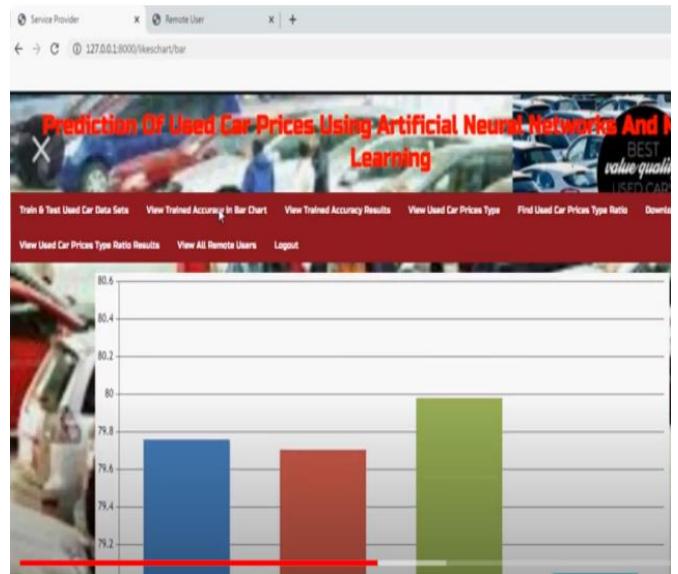 Service Provider
Remote User
127.0.0.1:8000/likeschart/bar
Prediction Of Used Car Prices Using Artificial Neural Networks And
Learning
BEST
value quali
USED CARS
Train & Test Used Car Data Sets View Trained Accuracy In Bar Chart View Trained Accuracy Results View Used Car Prices Type Find Used Car Prices Type Ratio Downlo
View Used Car Prices Type Ratio Results View All Remote Users Logout
80.6
80.4
80.2
80
79.8
79.6
79.4
79.2